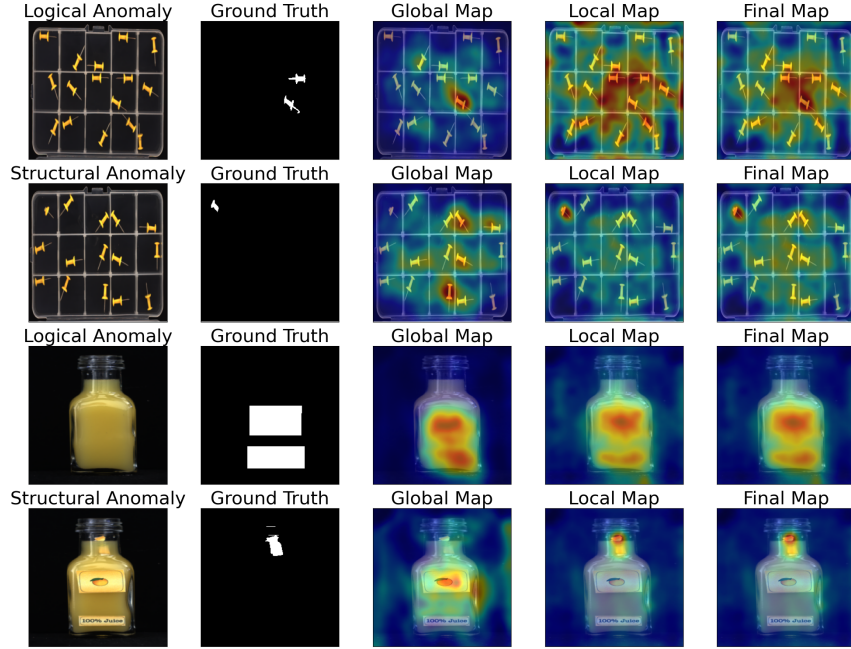 Logical Anomaly Ground Truth Global Map Local Map Final Map
Structural Anomaly Ground Truth Global Map Local Map Final Map
Logical Anomaly Ground Truth Global Map Local Map Final Map
Structural Anomaly Ground Truth Global Map Local Map Final Map
100% Juice 100% Juice 100% Juice 100% Juice